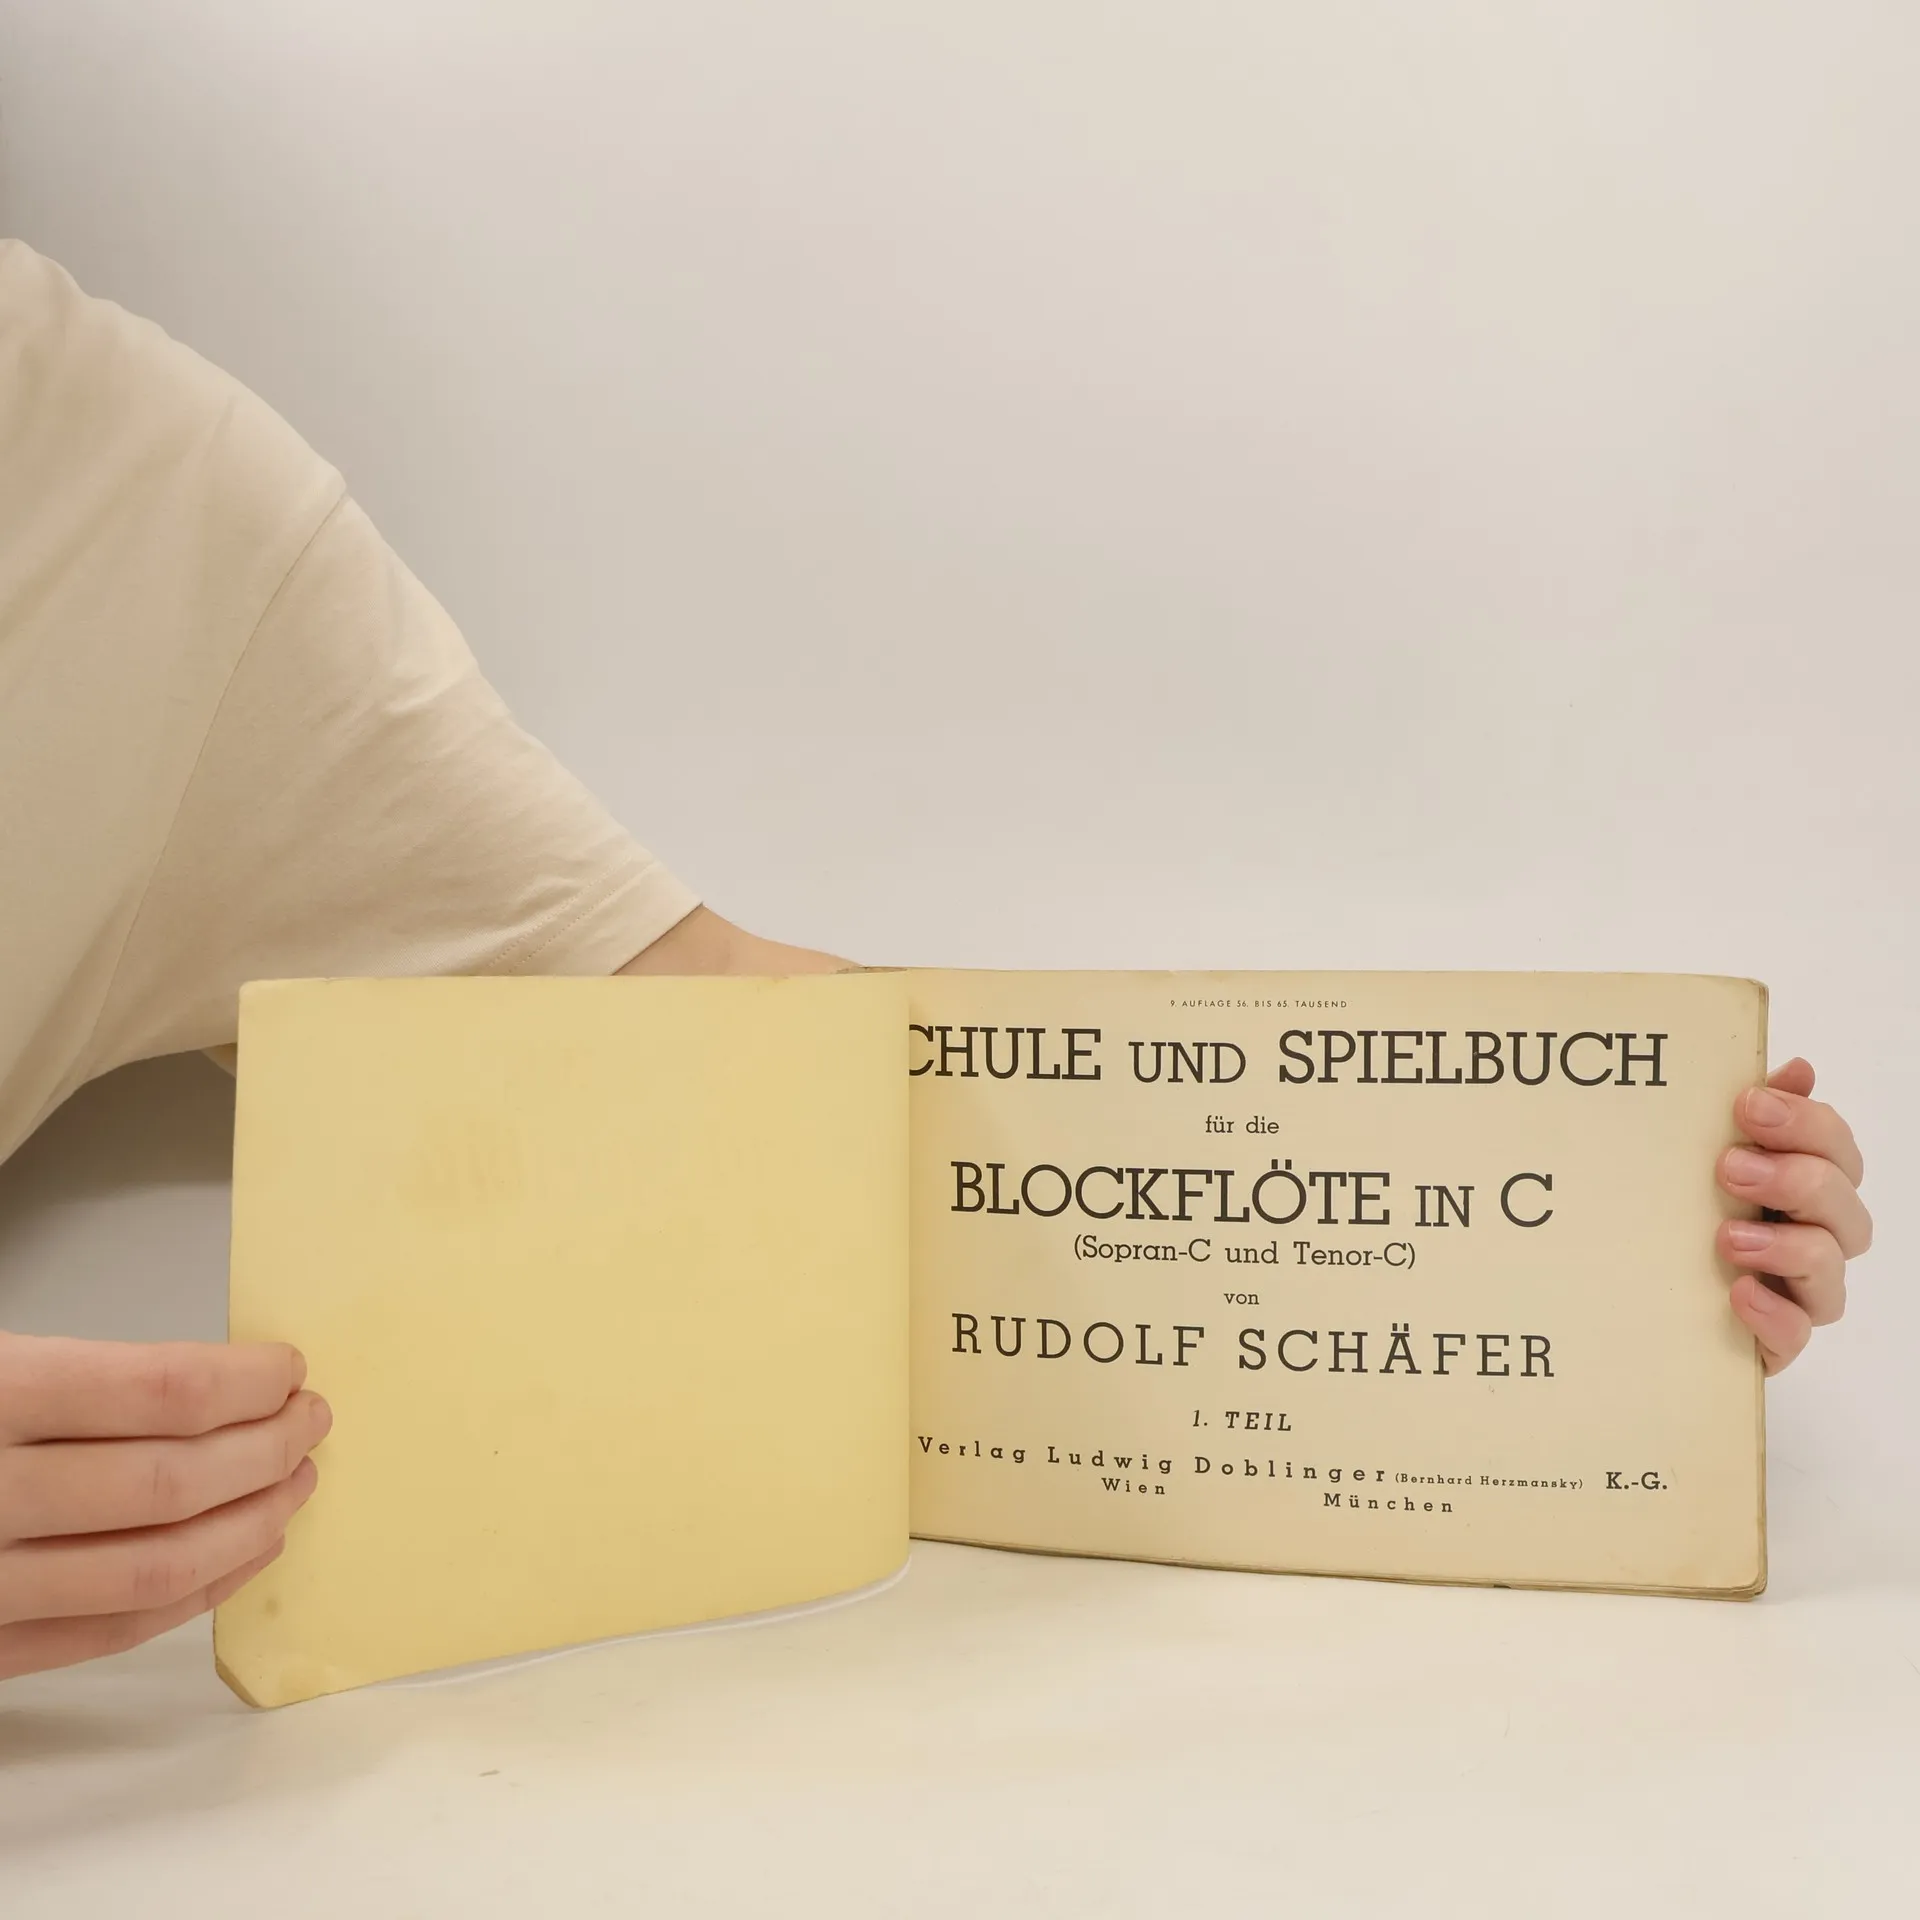 9. AUFLAGE 56. BIS 65. TAUSEND
CHULE UND SPIELBUCH
für die
BLOCKFLÖTE IN C
(Sopran-C und Tenor-C)
von
RUDOLF SCHÄFER
1. TEIL
Verlag Ludwig Doblinger (Bernhard Herzmansky) K.-G.
Wien München